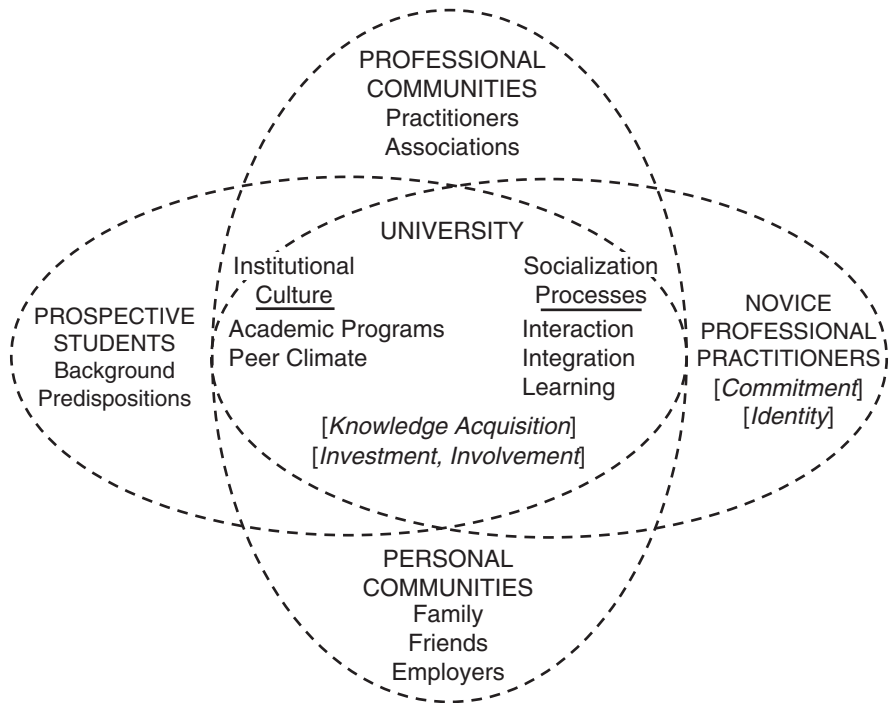 PROFESSIONAL
COMMUNITIES
Practitioners
Associations
UNIVERSITY
Institutional
Culture
Academic Programs
Peer Climate
Socialization
Processes
Interaction
Integration
Learning
PROSPECTIVE
STUDENTS
Background
Predispositions
NOVICE
PROFESSIONAL
PRACTITIONERS
[Commitment]
[Identity]
[Knowledge Acquisition]
[Investment, Involvement]
PERSONAL
COMMUNITIES
Family
Friends
Employers